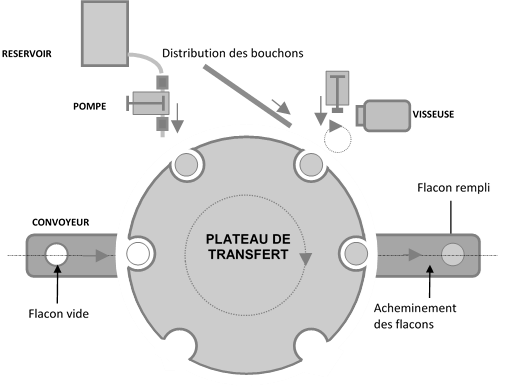 RESERVOIR
Distribution des bouchons
POMPE
VISSEUSE
Flacon rempli
CONVOYEUR
PLATEAU DE
TRANSFERT
Flacon vide
Acheminement
des flacons